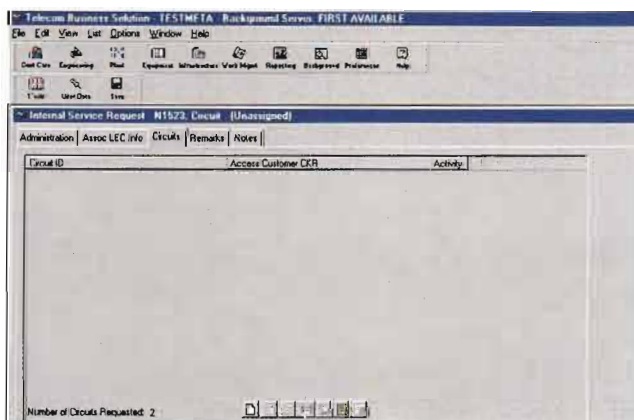 Telecom Business Solution - TESTMETA - Background Server: FIRST AVAILABLE
File Edit View List Options Window Help
Cust Care Engineering Plant Equipment Infrastructure Work Mgmt Reporting Background Preferences Help
User Data Save
Internal Service Request N1523, Circuit (Unassigned)
Administration Assoc LEC Info Circuits Remarks Notes
Circuit ID Access Customer CKR Activity
Number of Circuits Requested: 2